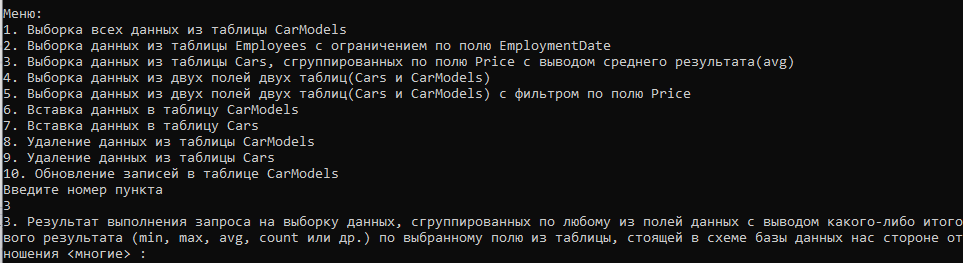 Меню:
1. Выборка всех данных из таблицы CarModels
2. Выборка данных из таблицы Employees с ограничением по полю EmploymentDate
3. Выборка данных из таблицы Cars, сгруппированных по полю Price с выводом среднего результата(avg)
4. Выборка данных из двух полей двух таблиц(Cars и CarModels)
5. Выборка данных из двух полей двух таблиц(Cars и CarModels) с фильтром по полю Price
6. Вставка данных в таблицу CarModels
7. Вставка данных в таблицу Cars
8. Удаление данных из таблицы CarModels
9. Удаление данных из таблицы Cars
10. Обновление записей в таблице CarModels
Введите номер пункта
3
3. Результат выполнения запроса на выборку данных, сгруппированных по любому из полей данных с выводом какого-либо итого
вого результата (min, max, avg, count или др.) по выбранному полю из таблицы, стоящей в схеме базы данных нас стороне от
ношения <многие> :